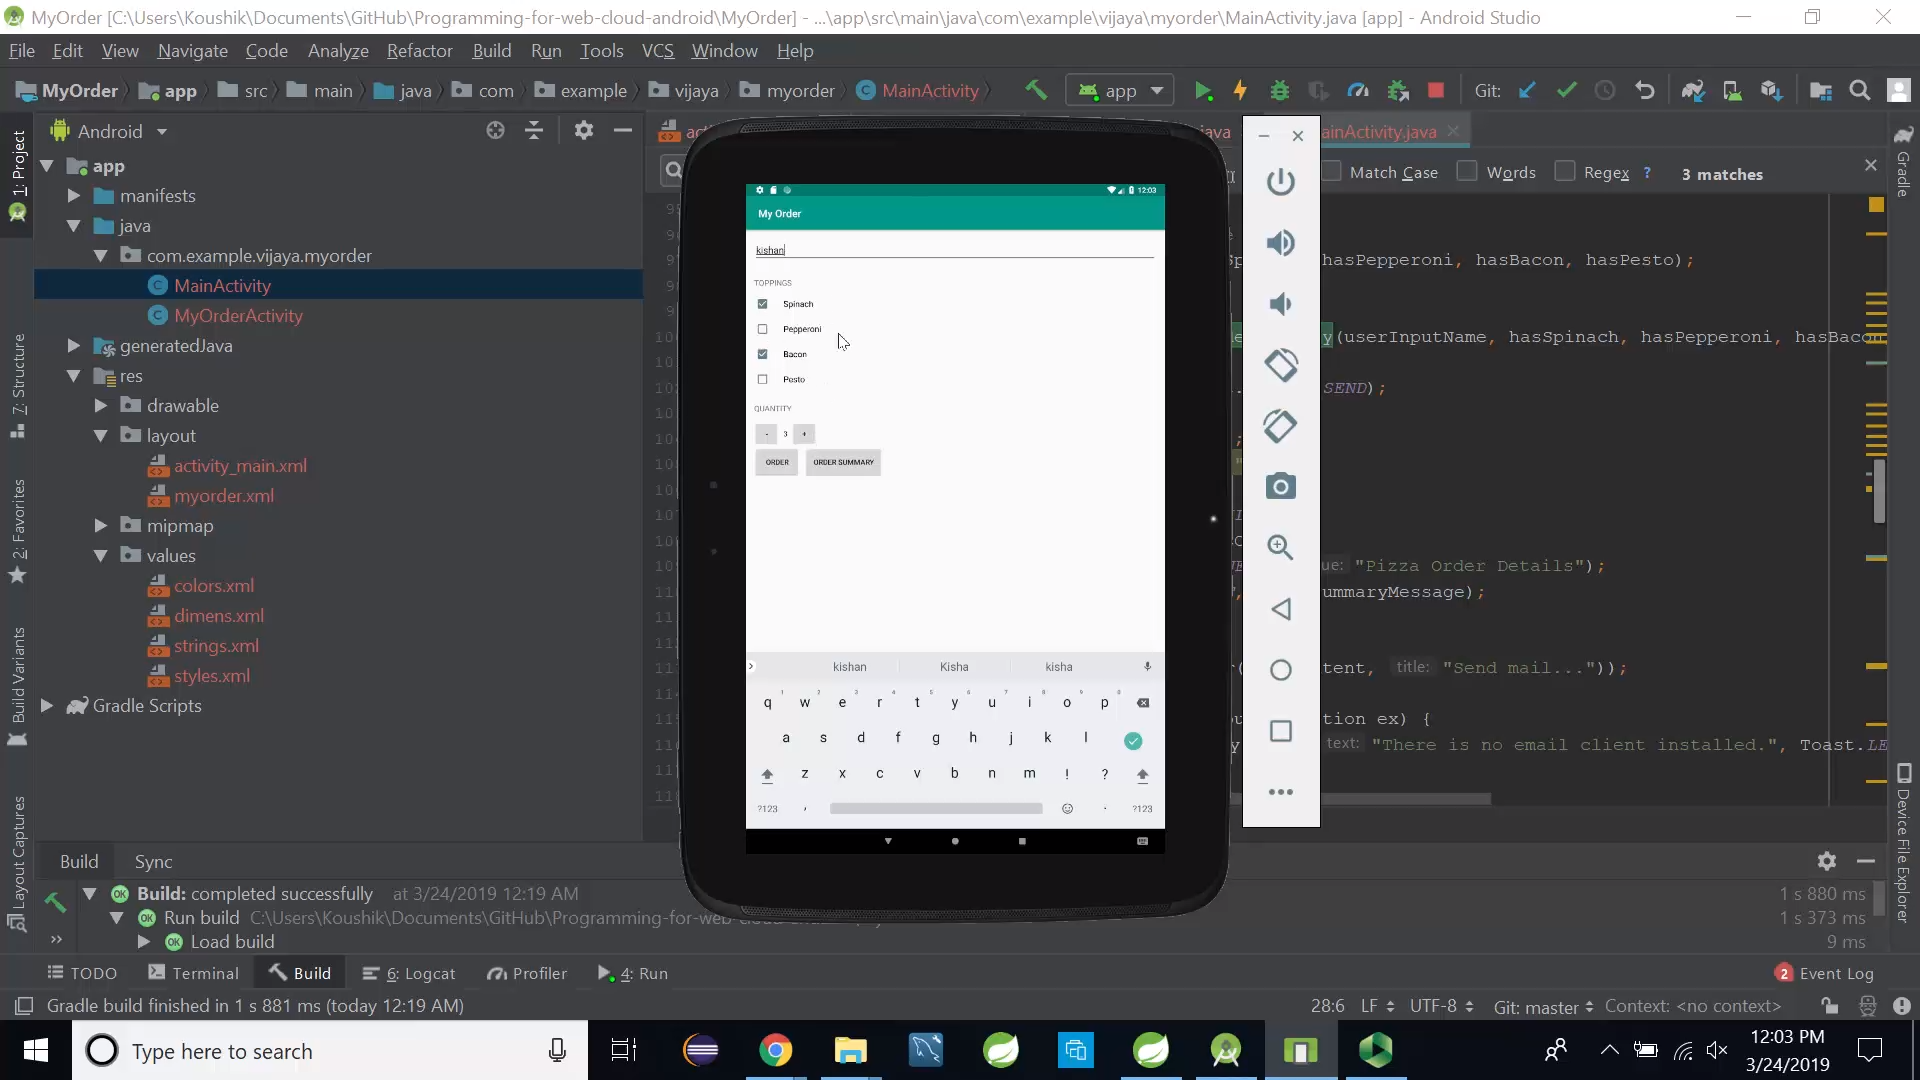 MyOrder [C:\Users\Koushik\Documents\GitHub\Programming-for-web-cloud-android\MyOrder] - ...\app\src\main\java\com\example\vijaya\myorder\MainActivity.java [app] - Android Studio
File Edit View Navigate Code Analyze Refactor Build Run Tools VCS Window Help
MyOrder app src main java com example vijaya myorder MainActivity app Git:
Android
ainActivity.java
Match Case Words Regex ? 3 matches
app
manifests
java
com.example.vijaya.myorder
MainActivity
MyOrderActivity
generatedJava
res
drawable
layout
activity_main.xml
myorder.xml
mipmap
values
colors.xml
dimens.xml
strings.xml
styles.xml
Gradle Scripts
1: Project
7: Structure
2: Favorites
Build Variants
Layout Captures
12:03
My Order
kishan
TOPPINGS
Spinach
Pepperoni
Bacon
Pesto
QUANTITY
- 3 +
ORDER ORDER SUMMARY
kishan Kisha kisha
q w e r t y u i o p
a s d f g h j k l
z x c v b n m ! ?
?123 , . ?123
hasPepperoni, hasBacon, hasPesto);
y(userInputName, hasSpinach, hasPepperoni, hasBacon
SEND);
ue: "Pizza Order Details");
ummaryMessage);
tent, title: "Send mail..."));
tion ex) {
text: "There is no email client installed.", Toast.LE
Gradle
Device File Explorer
Build Sync
Build: completed successfully at 3/24/2019 12:19 AM 1 s 880 ms
Run build C:\Users\Koushik\Documents\GitHub\Programming-for-web- 1 s 373 ms
Load build 9 ms
TODO Terminal Build 6: Logcat Profiler 4: Run 2 Event Log
Gradle build finished in 1 s 881 ms (today 12:19 AM) 28:6 LF UTF-8 Git: master Context: <no context>
Type here to search
12:03 PM
3/24/2019